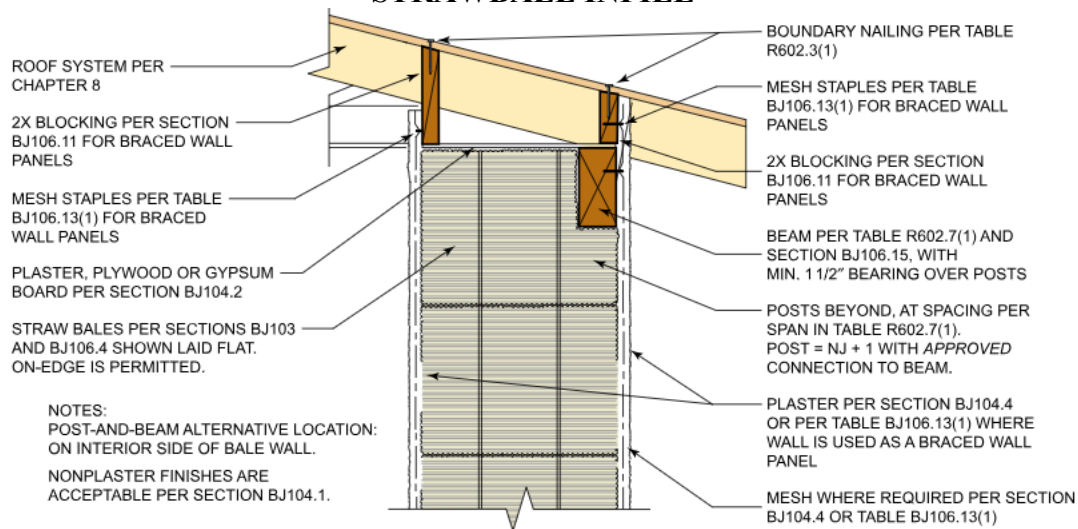 STRAWBALE INFILL
ROOF SYSTEM PER
CHAPTER 8
2X BLOCKING PER SECTION
BJ106.11 FOR BRACED WALL
PANELS
MESH STAPLES PER TABLE
BJ106.13(1) FOR BRACED
WALL PANELS
PLASTER, PLYWOOD OR GYPSUM
BOARD PER SECTION BJ104.2
STRAW BALES PER SECTIONS BJ103
AND BJ106.4 SHOWN LAID FLAT.
ON-EDGE IS PERMITTED.
NOTES:
POST-AND-BEAM ALTERNATIVE LOCATION:
ON INTERIOR SIDE OF BALE WALL.
NONPLASTER FINISHES ARE
ACCEPTABLE PER SECTION BJ104.1.
BOUNDARY NAILING PER TABLE
R602.3(1)
MESH STAPLES PER TABLE
BJ106.13(1) FOR BRACED WALL
PANELS
2X BLOCKING PER SECTION
BJ106.11 FOR BRACED WALL
PANELS
BEAM PER TABLE R602.7(1) AND
SECTION BJ106.15, WITH
MIN. 1 1/2″ BEARING OVER POSTS
POSTS BEYOND, AT SPACING PER
SPAN IN TABLE R602.7(1).
POST = NJ + 1 WITH APPROVED
CONNECTION TO BEAM.
PLASTER PER SECTION BJ104.4
OR PER TABLE BJ106.13(1) WHERE
WALL IS USED AS A BRACED WALL
PANEL
MESH WHERE REQUIRED PER SECTION
BJ104.4 OR TABLE BJ106.13(1)